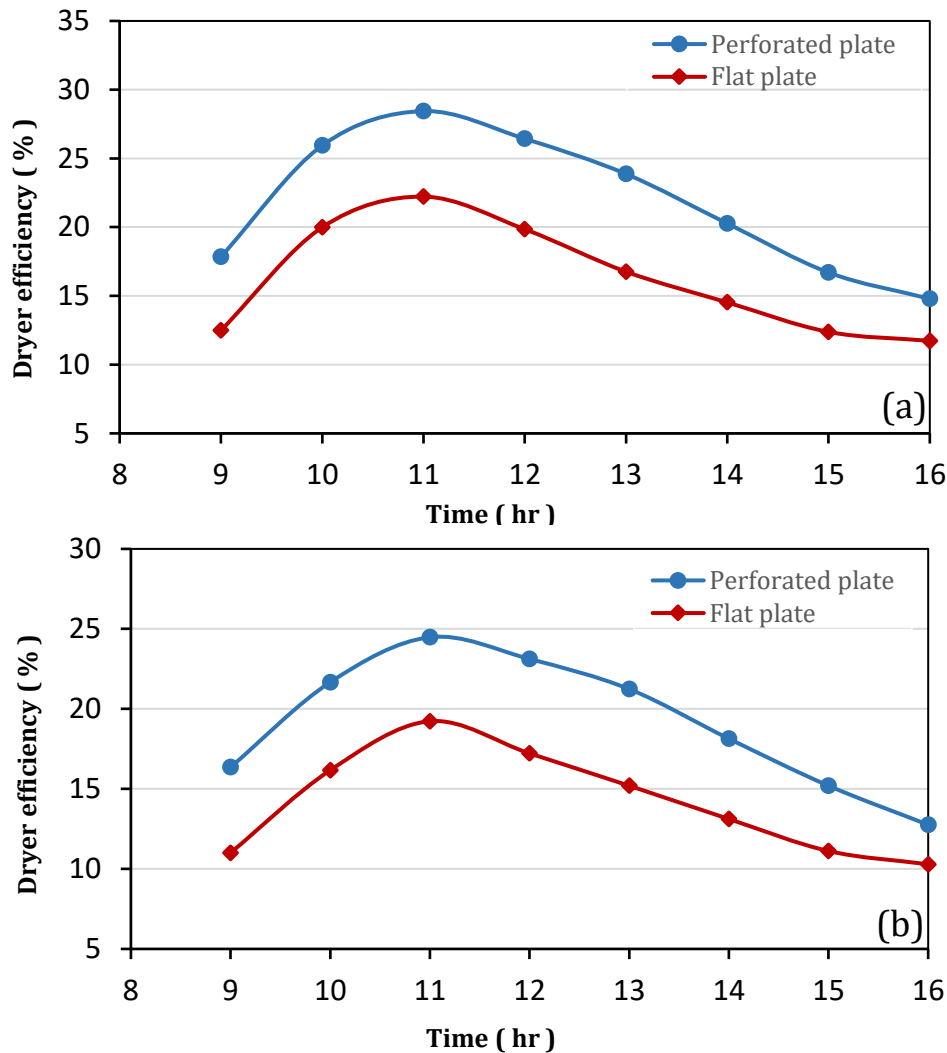 35
30
25
20
15
10
5
Dryer efficiency ( % )
Perforated plate
Flat plate
(a)
8 9 10 11 12 13 14 15 16
Time ( hr )
30
25
20
15
10
5
Dryer efficiency ( % )
Perforated plate
Flat plate
(b)
8 9 10 11 12 13 14 15 16
Time ( hr )